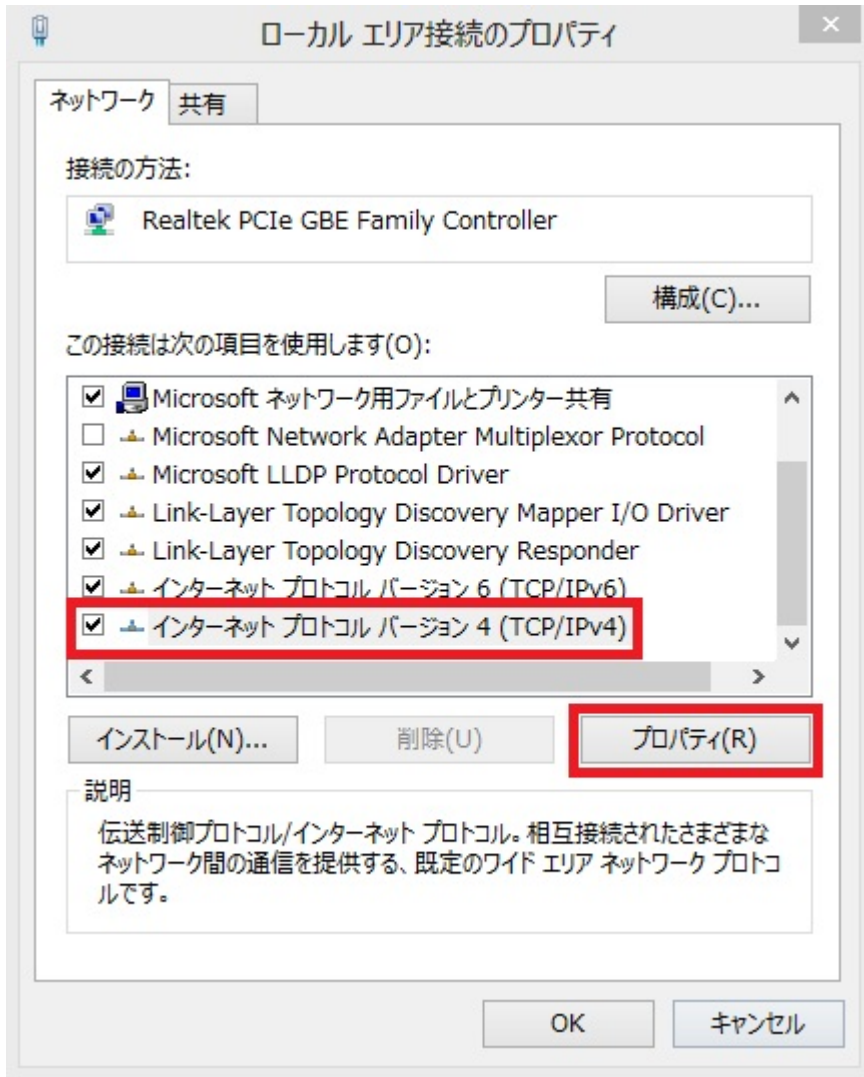 ローカル エリア接続のプロパティ
ネットワーク 共有
接続の方法:
Realtek PCIe GBE Family Controller
構成(C)...
この接続は次の項目を使用します(O):
Microsoft ネットワーク用ファイルとプリンター共有
Microsoft Network Adapter Multiplexor Protocol
Microsoft LLDP Protocol Driver
Link-Layer Topology Discovery Mapper I/O Driver
Link-Layer Topology Discovery Responder
インターネット プロトコル バージョン 6 (TCP/IPv6)
インターネット プロトコル バージョン 4 (TCP/IPv4)
インストール(N)... 削除(U) プロパティ(R)
説明
伝送制御プロトコル/インターネット プロトコル。相互接続されたさまざまな
ネットワーク間の通信を提供する、既定のワイド エリア ネットワーク プロトコ
ルです。
OK キャンセル